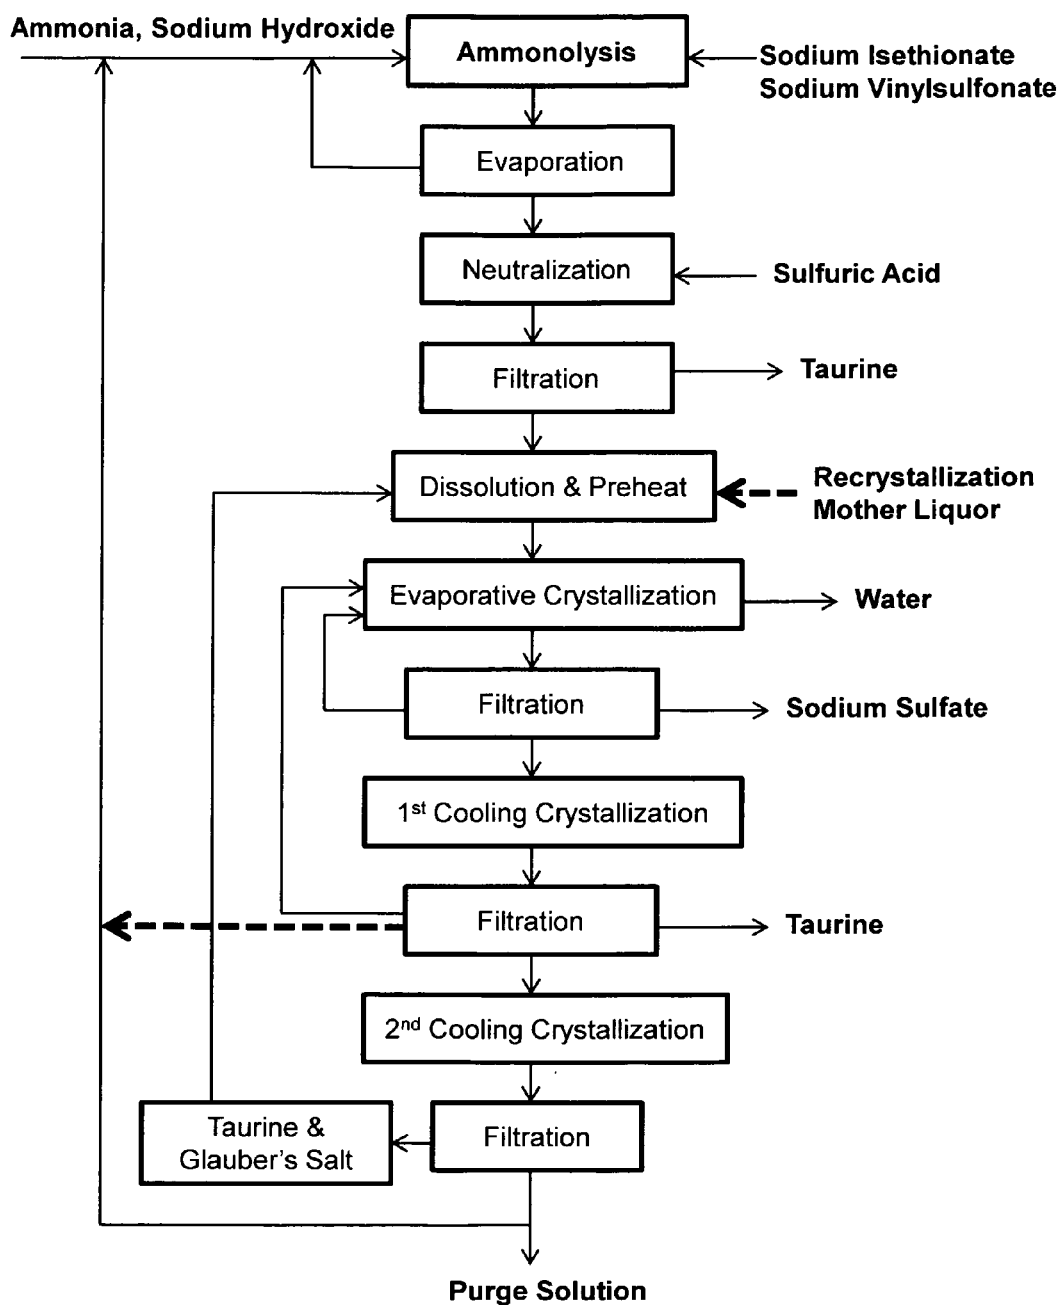 Ammonia, Sodium Hydroxide
Ammonolysis
Sodium Isethionate
Sodium Vinylsulfonate
Evaporation
Neutralization
Sulfuric Acid
Filtration
Taurine
Dissolution & Preheat
Recrystallization
Mother Liquor
Evaporative Crystallization
Water
Filtration
Sodium Sulfate
1st Cooling Crystallization
Filtration
Taurine
2nd Cooling Crystallization
Taurine &
Glauber's Salt
Filtration
Purge Solution